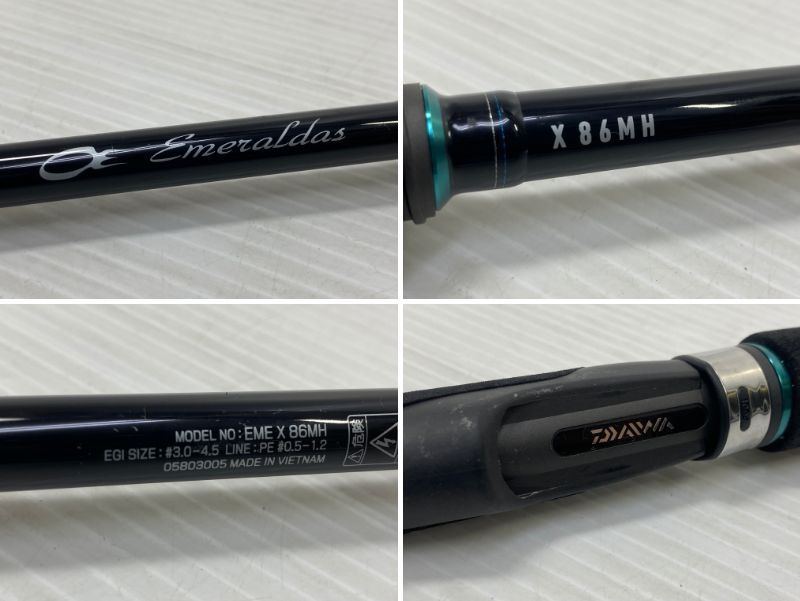 Emeraldas
X 86MH
MODEL NO : EME X 86MH
EGI SIZE : #3.0-4.5 LINE : PE #0.5-1.2
05803005 MADE IN VIETNAM
危険
DAIWA